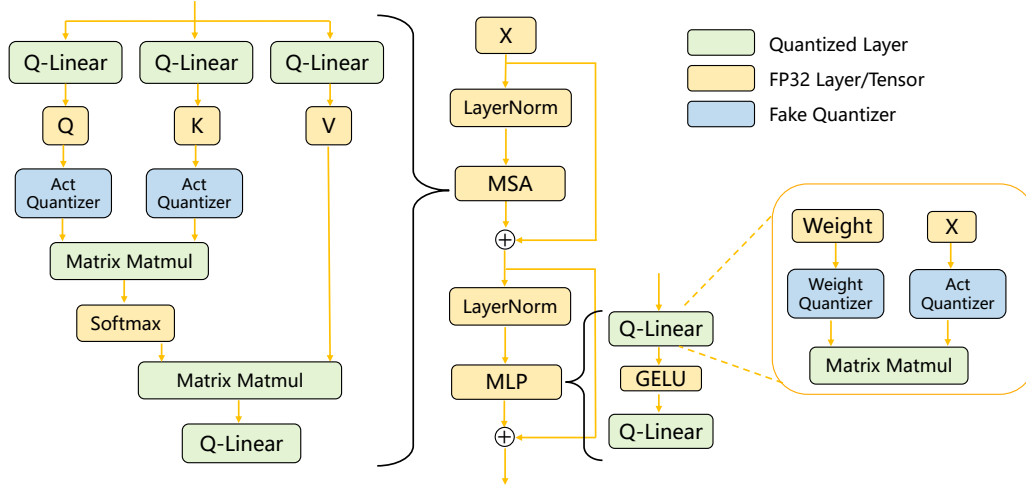 Q-Linear
Q-Linear
Q-Linear
Q
K
V
Act
Quantizer
Act
Quantizer
Matrix Matmul
Softmax
Matrix Matmul
Q-Linear
X
LayerNorm
MSA
LayerNorm
MLP
Q-Linear
GELU
Q-Linear
Quantized Layer
FP32 Layer/Tensor
Fake Quantizer
Weight
X
Weight
Quantizer
Act
Quantizer
Matrix Matmul